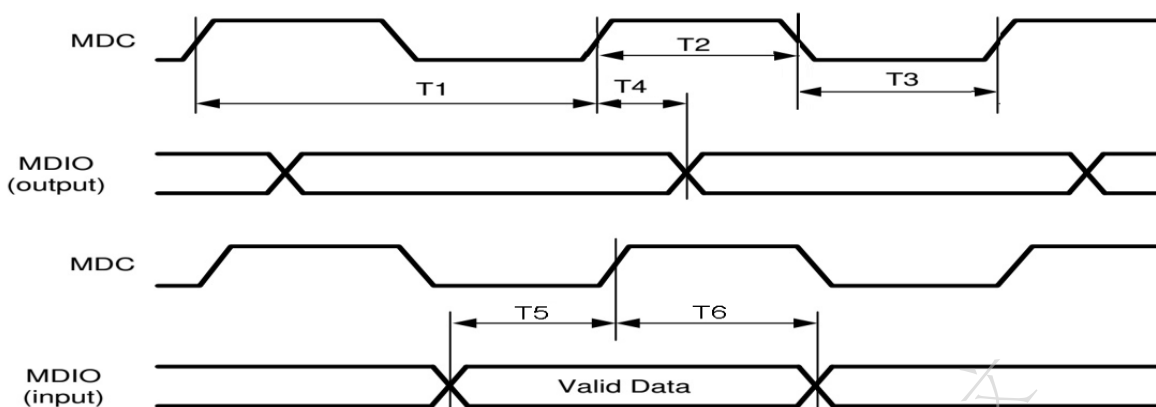 MDC
T2
T1
T4
T3
MDIO
(output)
MDC
T5
T6
MDIO
(input)
Valid Data